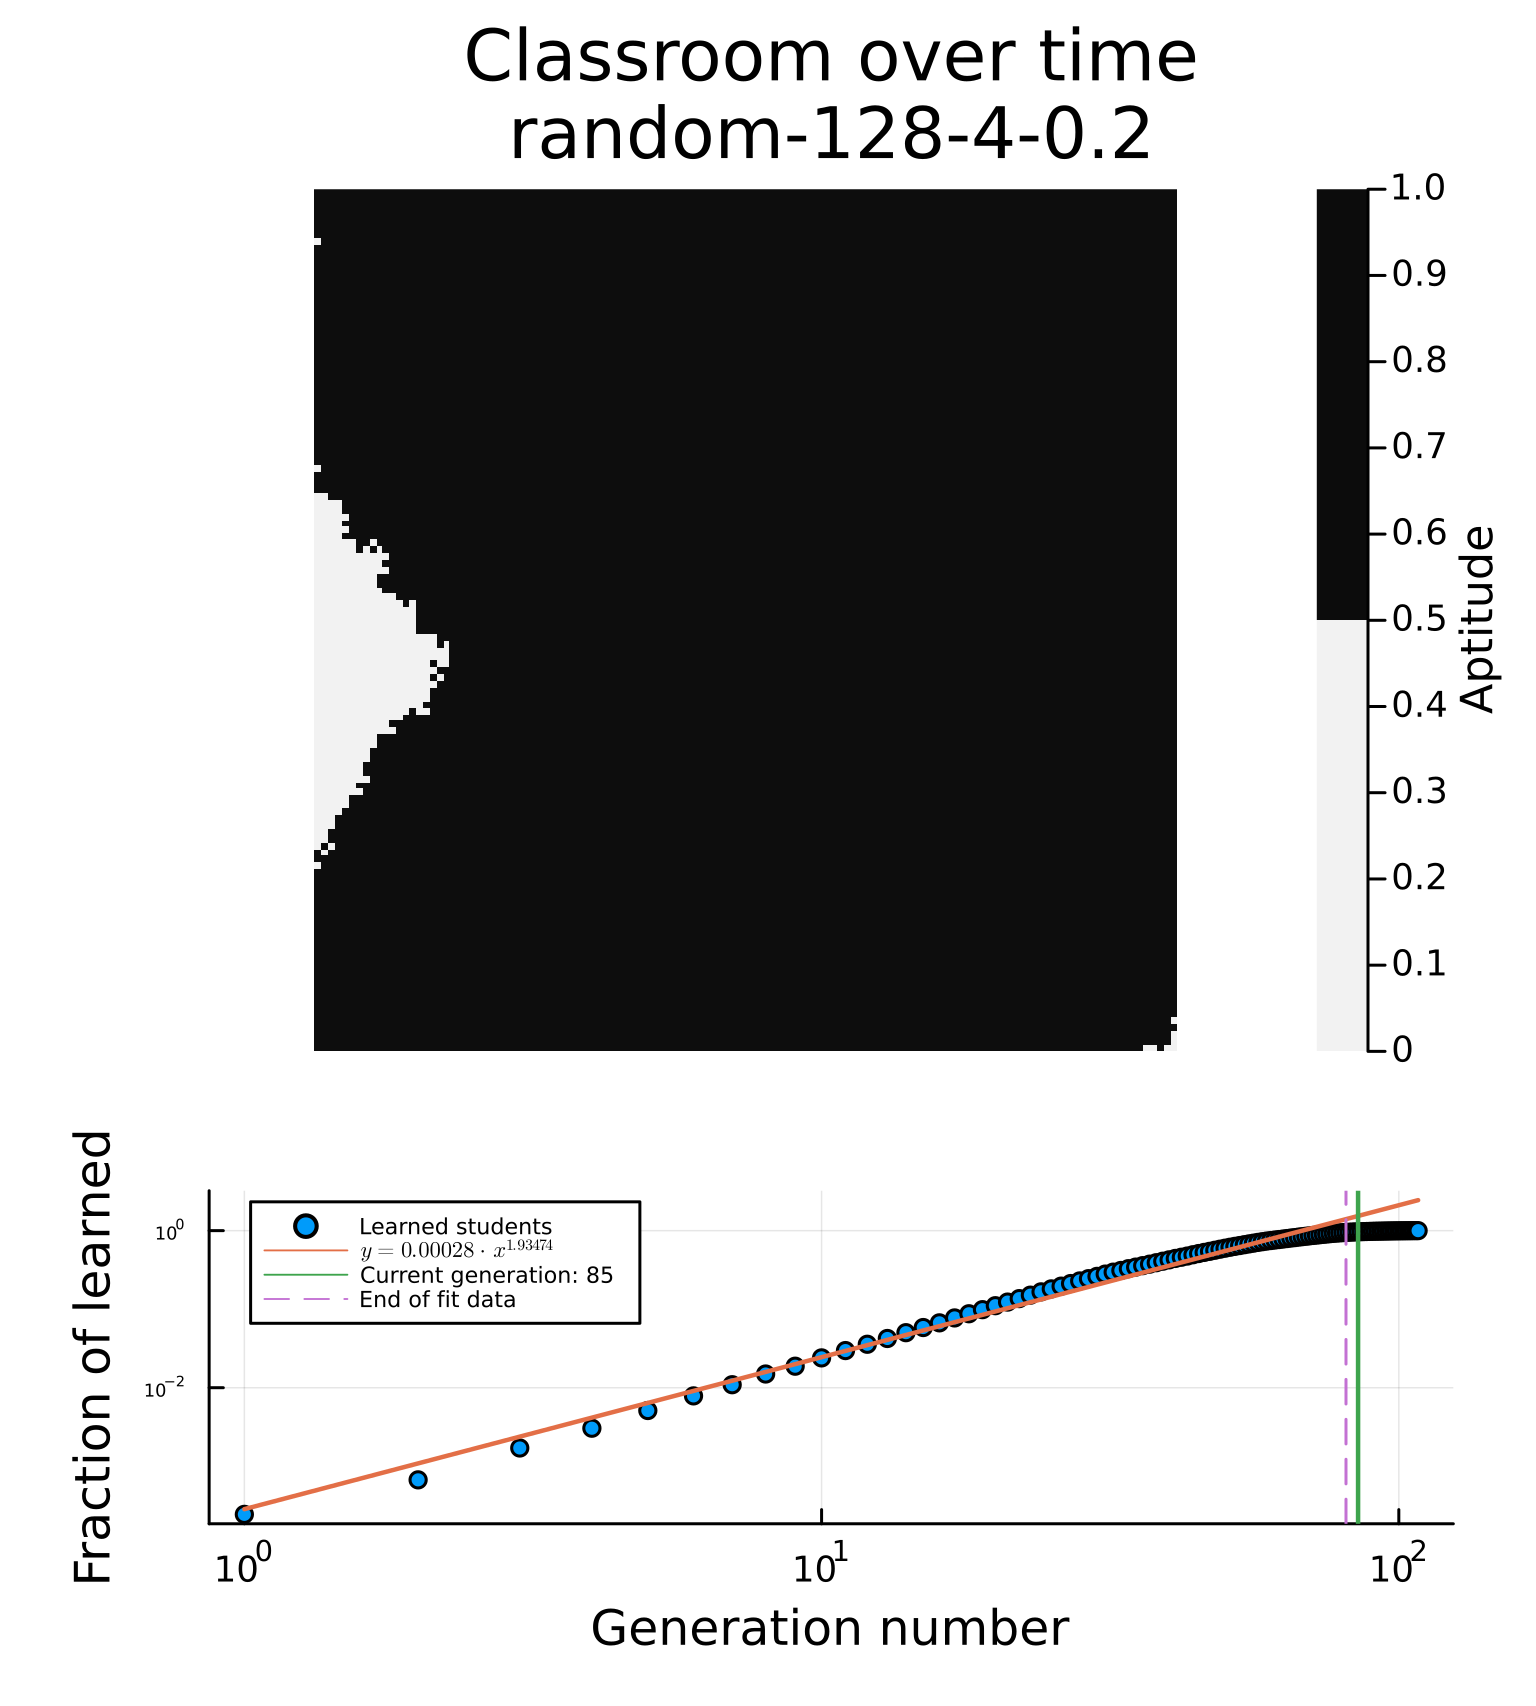 Classroom over time
random-128-4-0.2
1.0
0.9
0.8
0.7
0.6
0.5
0.4
0.3
0.2
0.1
0
Aptitude
Fraction of learned
10⁰
10⁻²
Learned students
y = 0.00028 · x^1.93474
Current generation: 85
End of fit data
10⁰
10¹
10²
Generation number